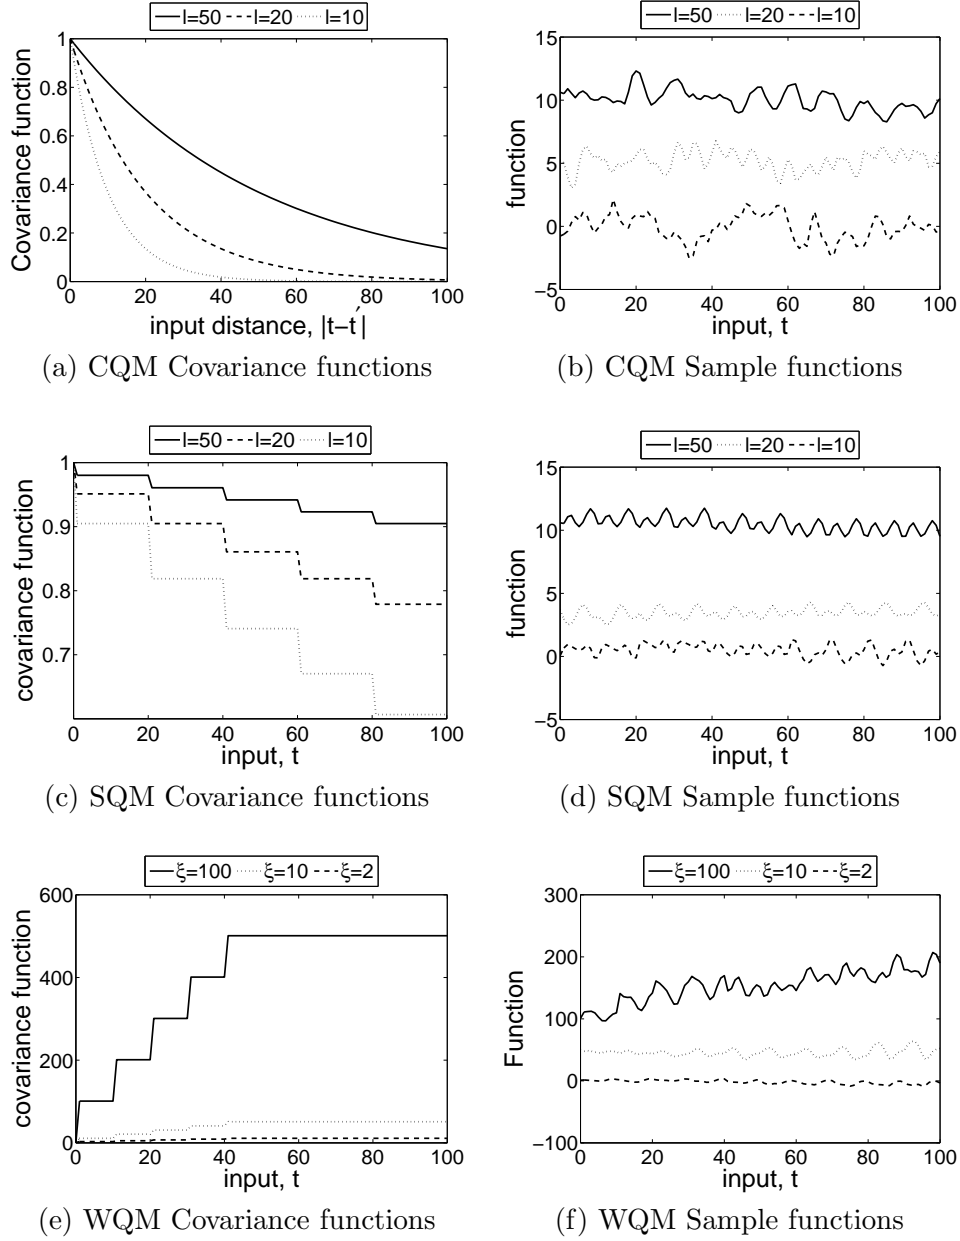 l=50 l=20 l=10
Covariance function
1
0.8
0.6
0.4
0.2
0
0 20 40 60 80 100
input distance, |t-t′|
(a) CQM Covariance functions
l=50 l=20 l=10
function
15
10
5
0
−5
0 20 40 60 80 100
input, t
(b) CQM Sample functions
l=50 l=20 l=10
covariance function
1
0.9
0.8
0.7
0 20 40 60 80 100
input, t
(c) SQM Covariance functions
l=50 l=20 l=10
function
15
10
5
0
−5
0 20 40 60 80 100
input, t
(d) SQM Sample functions
ξ=100 ξ=10 ξ=2
covariance function
600
400
200
0
0 20 40 60 80 100
input, t
(e) WQM Covariance functions
ξ=100 ξ=10 ξ=2
Function
300
200
100
0
−100
0 20 40 60 80 100
input, t
(f) WQM Sample functions